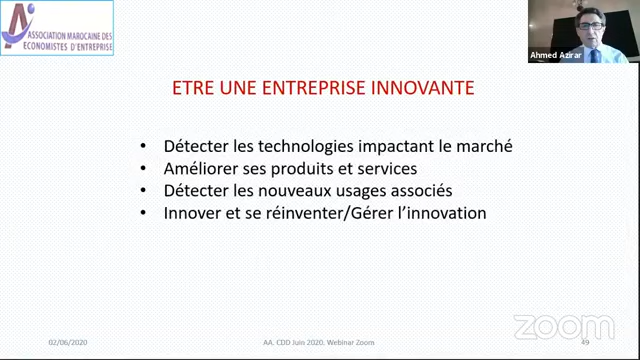 ASSOCIATION MAROCAINE DES
ECONOMISTES D'ENTREPRISE
Ahmed Azirar
ETRE UNE ENTREPRISE INNOVANTE
• Détecter les technologies impactant le marché
• Améliorer ses produits et services
• Détecter les nouveaux usages associés
• Innover et se réinventer/Gérer l'innovation
02/06/2020
AA. CDD Juin 2020. Webinar Zoom
49
zoom